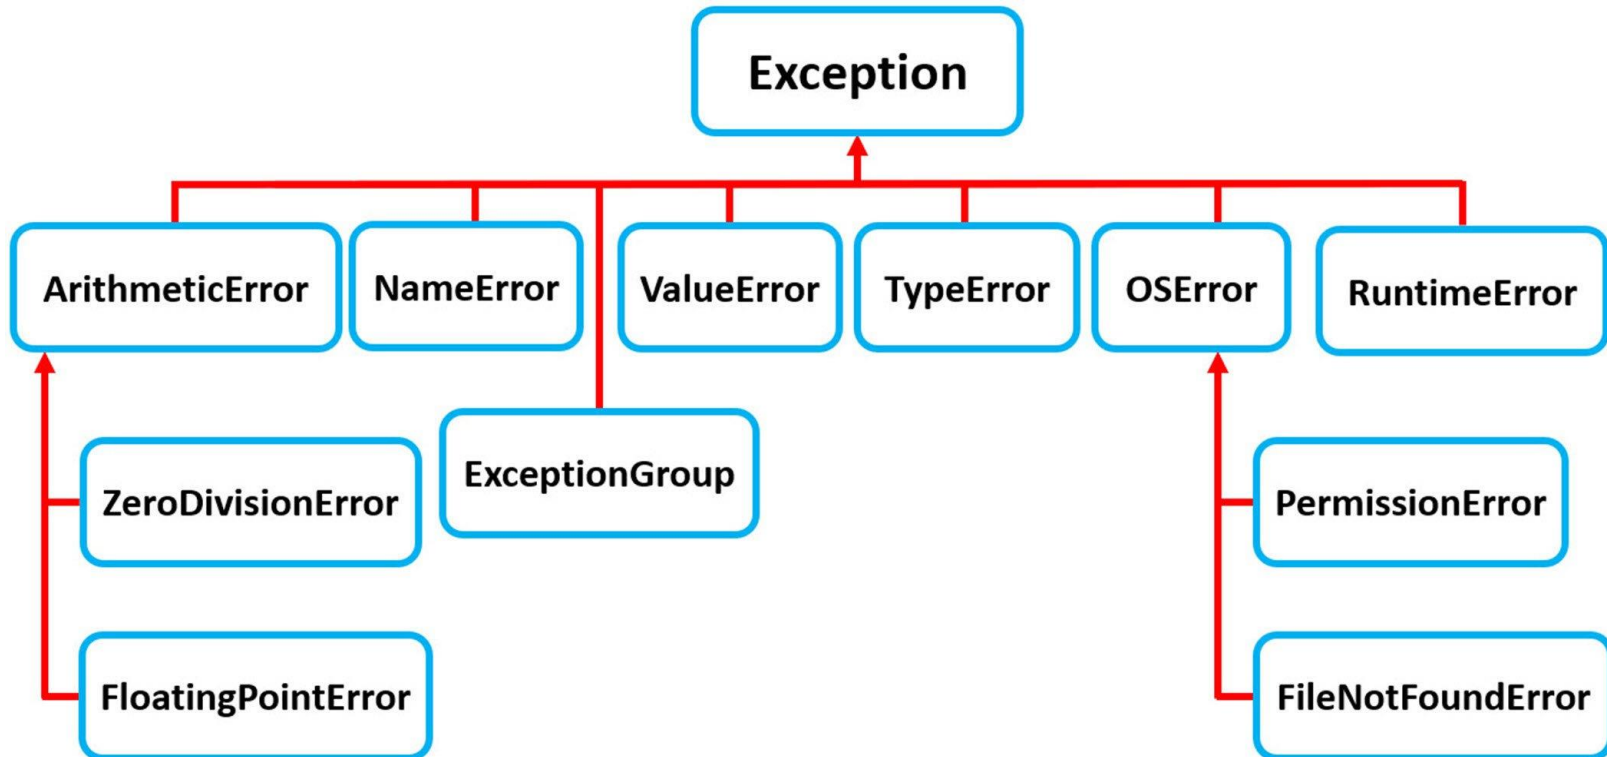 Exception
ArithmeticError
NameError
ValueError
TypeError
OSError
RuntimeError
ExceptionGroup
ZeroDivisionError
PermissionError
FloatingPointError
FileNotFoundError